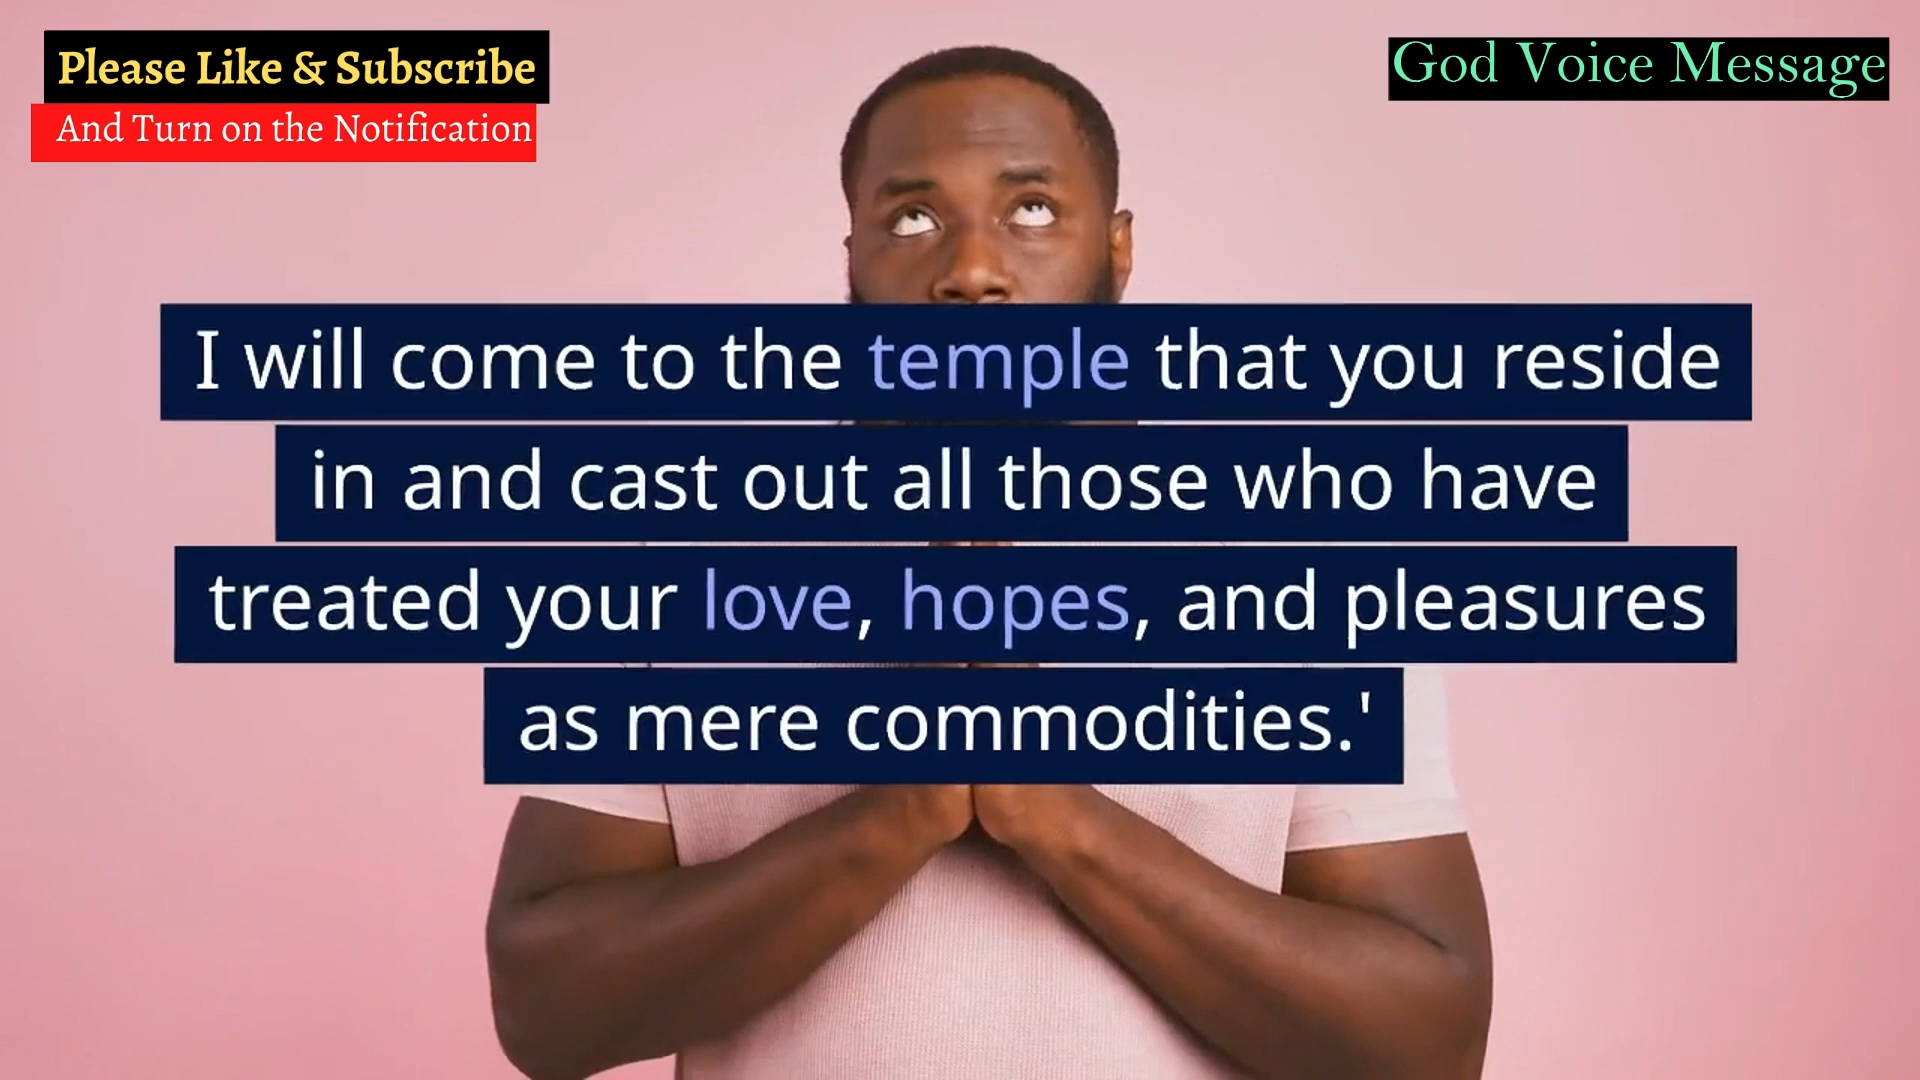 Please Like & Subscribe
And Turn on the Notification
God Voice Message
I will come to the temple that you reside
in and cast out all those who have
treated your love, hopes, and pleasures
as mere commodities.'